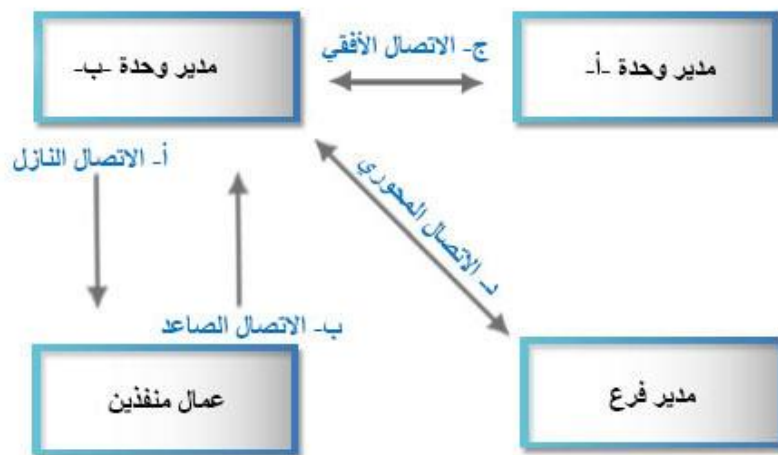 مدير وحدة -أ-
ج- الاتصال الأفقي
مدير وحدة -ب-
أ- الاتصال النازل
د- الاتصال المحوري
ب- الاتصال الصاعد
مدير فرع
عمال منفذين